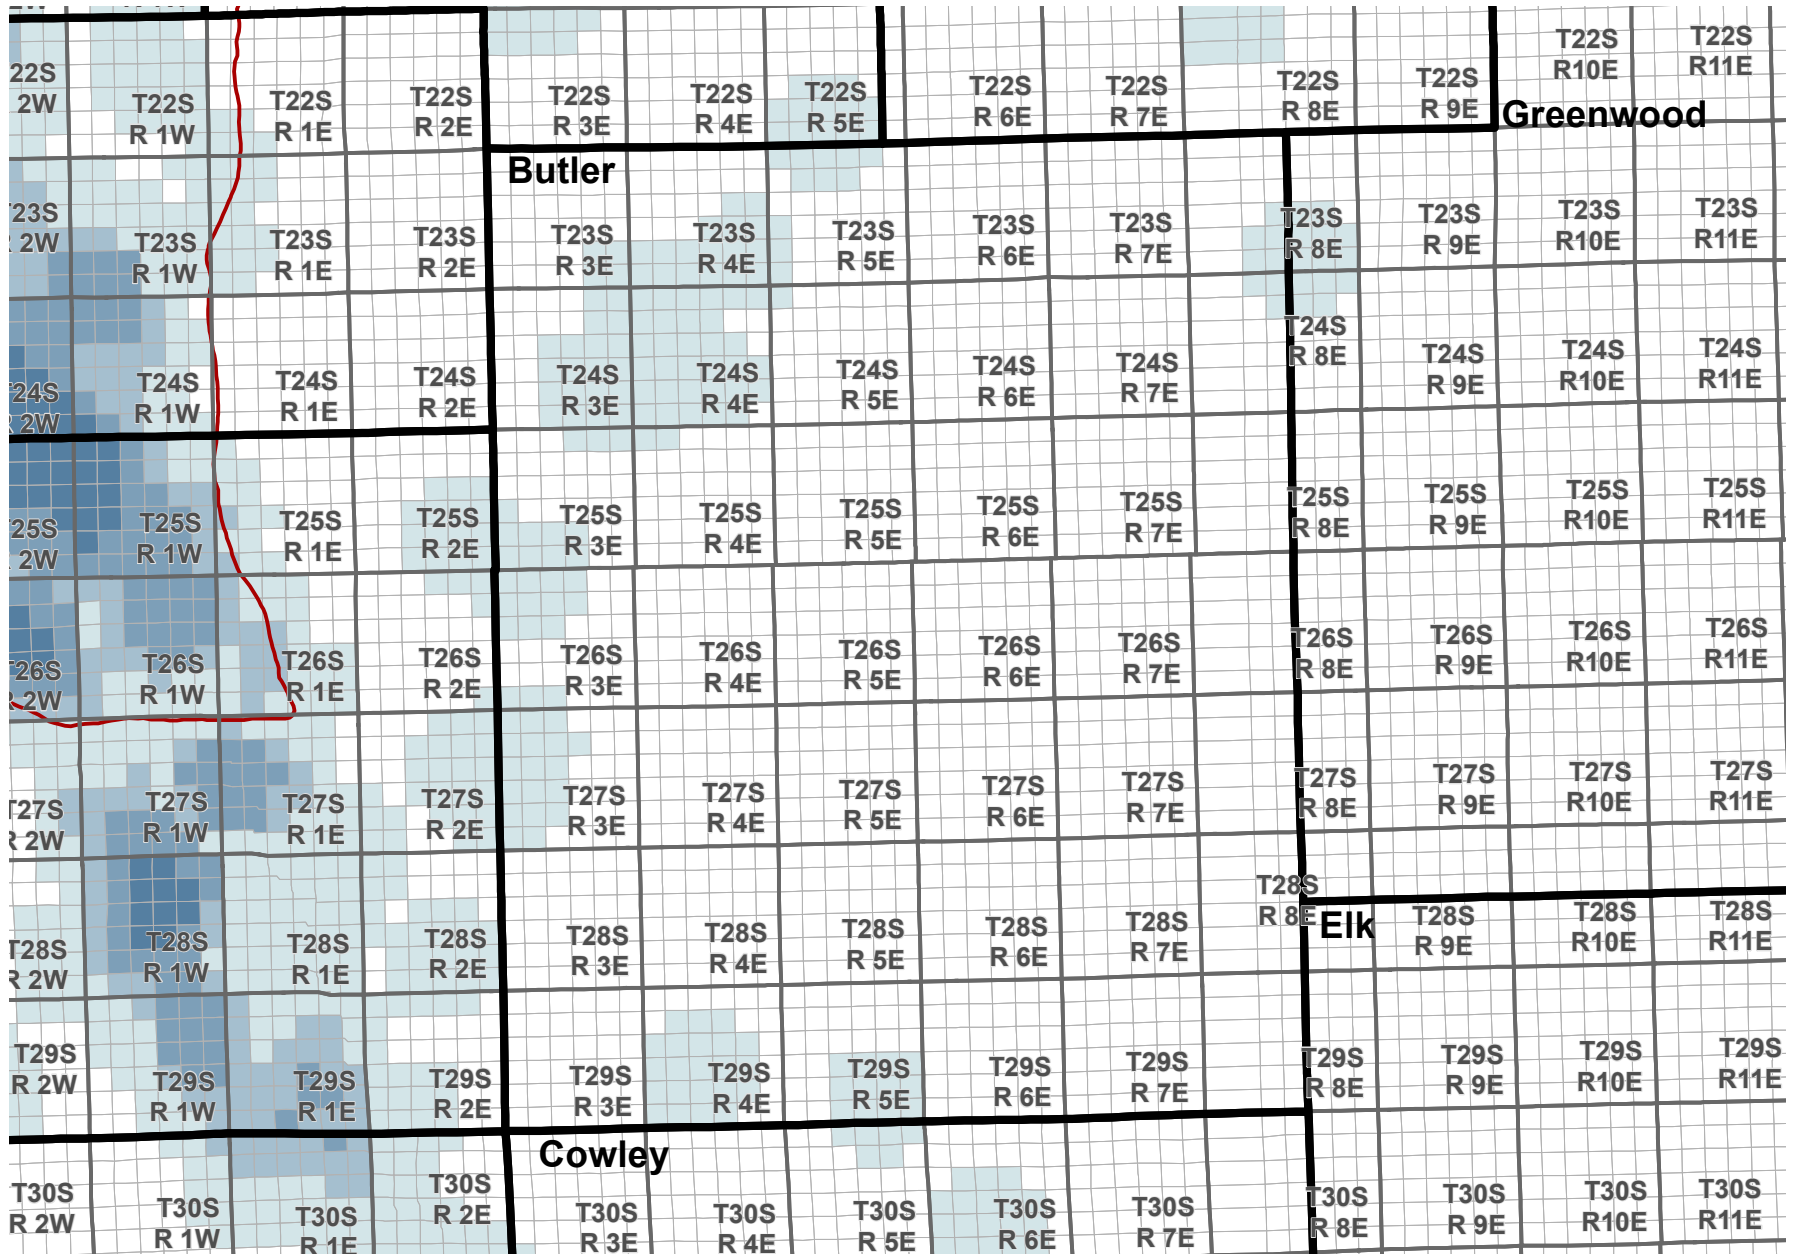 T22S
R10E
T22S
R11E
22S
2W
T22S
R 1W
T22S
R 1E
T22S
R 2E
T22S
R 3E
T22S
R 4E
T22S
R 5E
T22S
R 6E
T22S
R 7E
T22S
R 8E
T22S
R 9E
Greenwood
Butler
T23S
2W
T23S
R 1W
T23S
R 1E
T23S
R 2E
T23S
R 3E
T23S
R 4E
T23S
R 5E
T23S
R 6E
T23S
R 7E
T23S
R 8E
T23S
R 9E
T23S
R10E
T23S
R11E
T24S
R 2W
T24S
R 1W
T24S
R 1E
T24S
R 2E
T24S
R 3E
T24S
R 4E
T24S
R 5E
T24S
R 6E
T24S
R 7E
T24S
R 8E
T24S
R 9E
T24S
R10E
T24S
R11E
T25S
2W
T25S
R 1W
T25S
R 1E
T25S
R 2E
T25S
R 3E
T25S
R 4E
T25S
R 5E
T25S
R 6E
T25S
R 7E
T25S
R 8E
T25S
R 9E
T25S
R10E
T25S
R11E
T26S
R 2W
T26S
R 1W
T26S
R 1E
T26S
R 2E
T26S
R 3E
T26S
R 4E
T26S
R 5E
T26S
R 6E
T26S
R 7E
T26S
R 8E
T26S
R 9E
T26S
R10E
T26S
R11E
T27S
R 2W
T27S
R 1W
T27S
R 1E
T27S
R 2E
T27S
R 3E
T27S
R 4E
T27S
R 5E
T27S
R 6E
T27S
R 7E
T27S
R 8E
T27S
R 9E
T27S
R10E
T27S
R11E
T28S
R 2W
T28S
R 1W
T28S
R 1E
T28S
R 2E
T28S
R 3E
T28S
R 4E
T28S
R 5E
T28S
R 6E
T28S
R 7E
T28S
R 8E
Elk
T28S
R 9E
T28S
R10E
T28S
R11E
T29S
R 2W
T29S
R 1W
T29S
R 1E
T29S
R 2E
T29S
R 3E
T29S
R 4E
T29S
R 5E
T29S
R 6E
T29S
R 7E
T29S
R 8E
T29S
R 9E
T29S
R10E
T29S
R11E
Cowley
T30S
R 2W
T30S
R 1W
T30S
R 1E
T30S
R 2E
T30S
R 3E
T30S
R 4E
T30S
R 5E
T30S
R 6E
T30S
R 7E
T30S
R 8E
T30S
R 9E
T30S
R10E
T30S
R11E